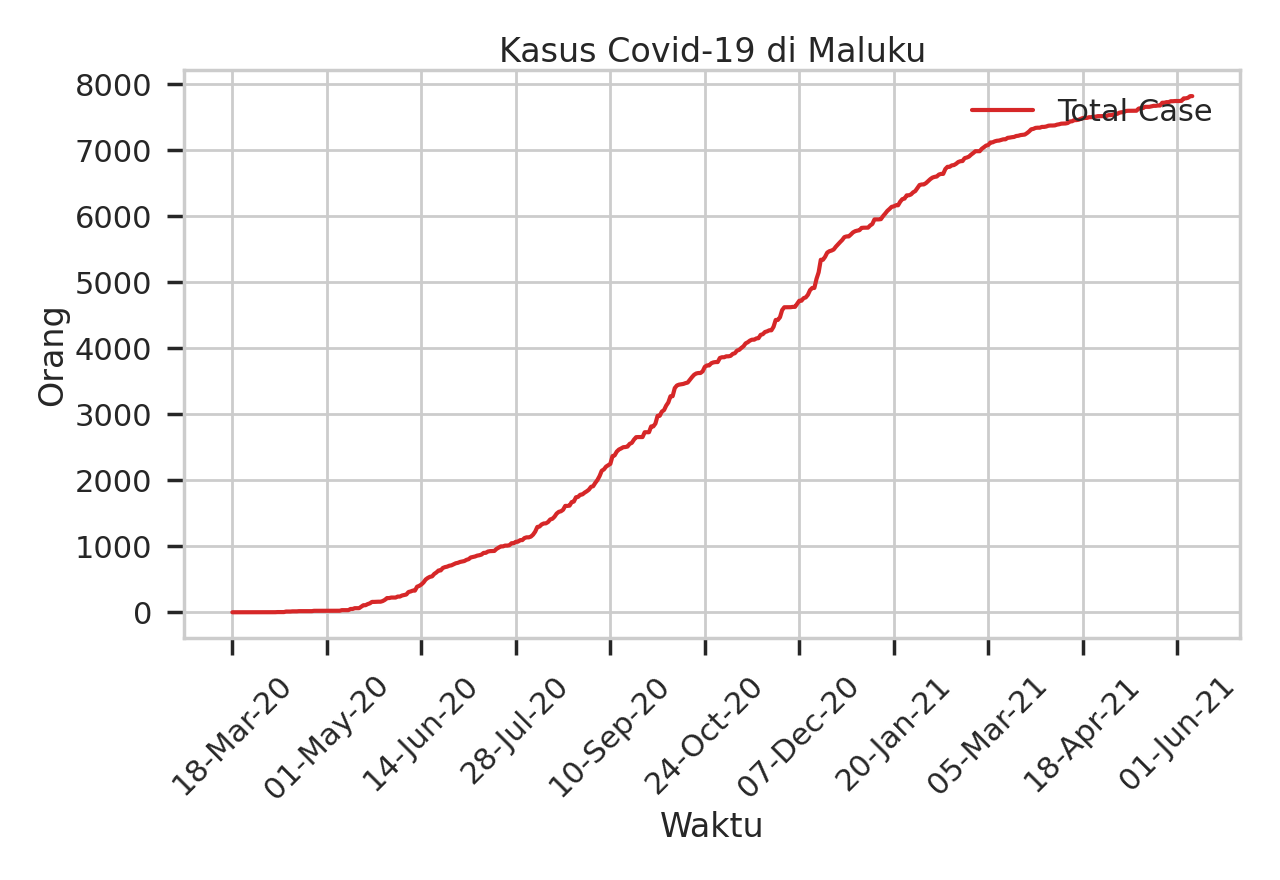 Kasus Covid-19 di Maluku
Total Case
8000
7000
6000
5000
4000
3000
2000
1000
0
Orang
18-Mar-20
01-May-20
14-Jun-20
28-Jul-20
10-Sep-20
24-Oct-20
07-Dec-20
20-Jan-21
05-Mar-21
18-Apr-21
01-Jun-21
Waktu